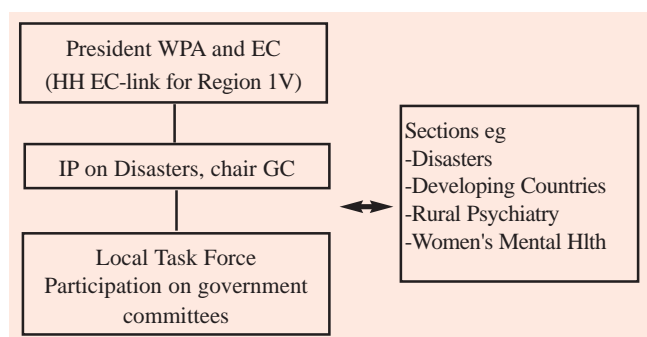 President WPA and EC
(HH EC-link for Region 1V)
IP on Disasters, chair GC
Local Task Force
Participation on government
committees
Sections eg
-Disasters
-Developing Countries
-Rural Psychiatry
-Women's Mental Hlth